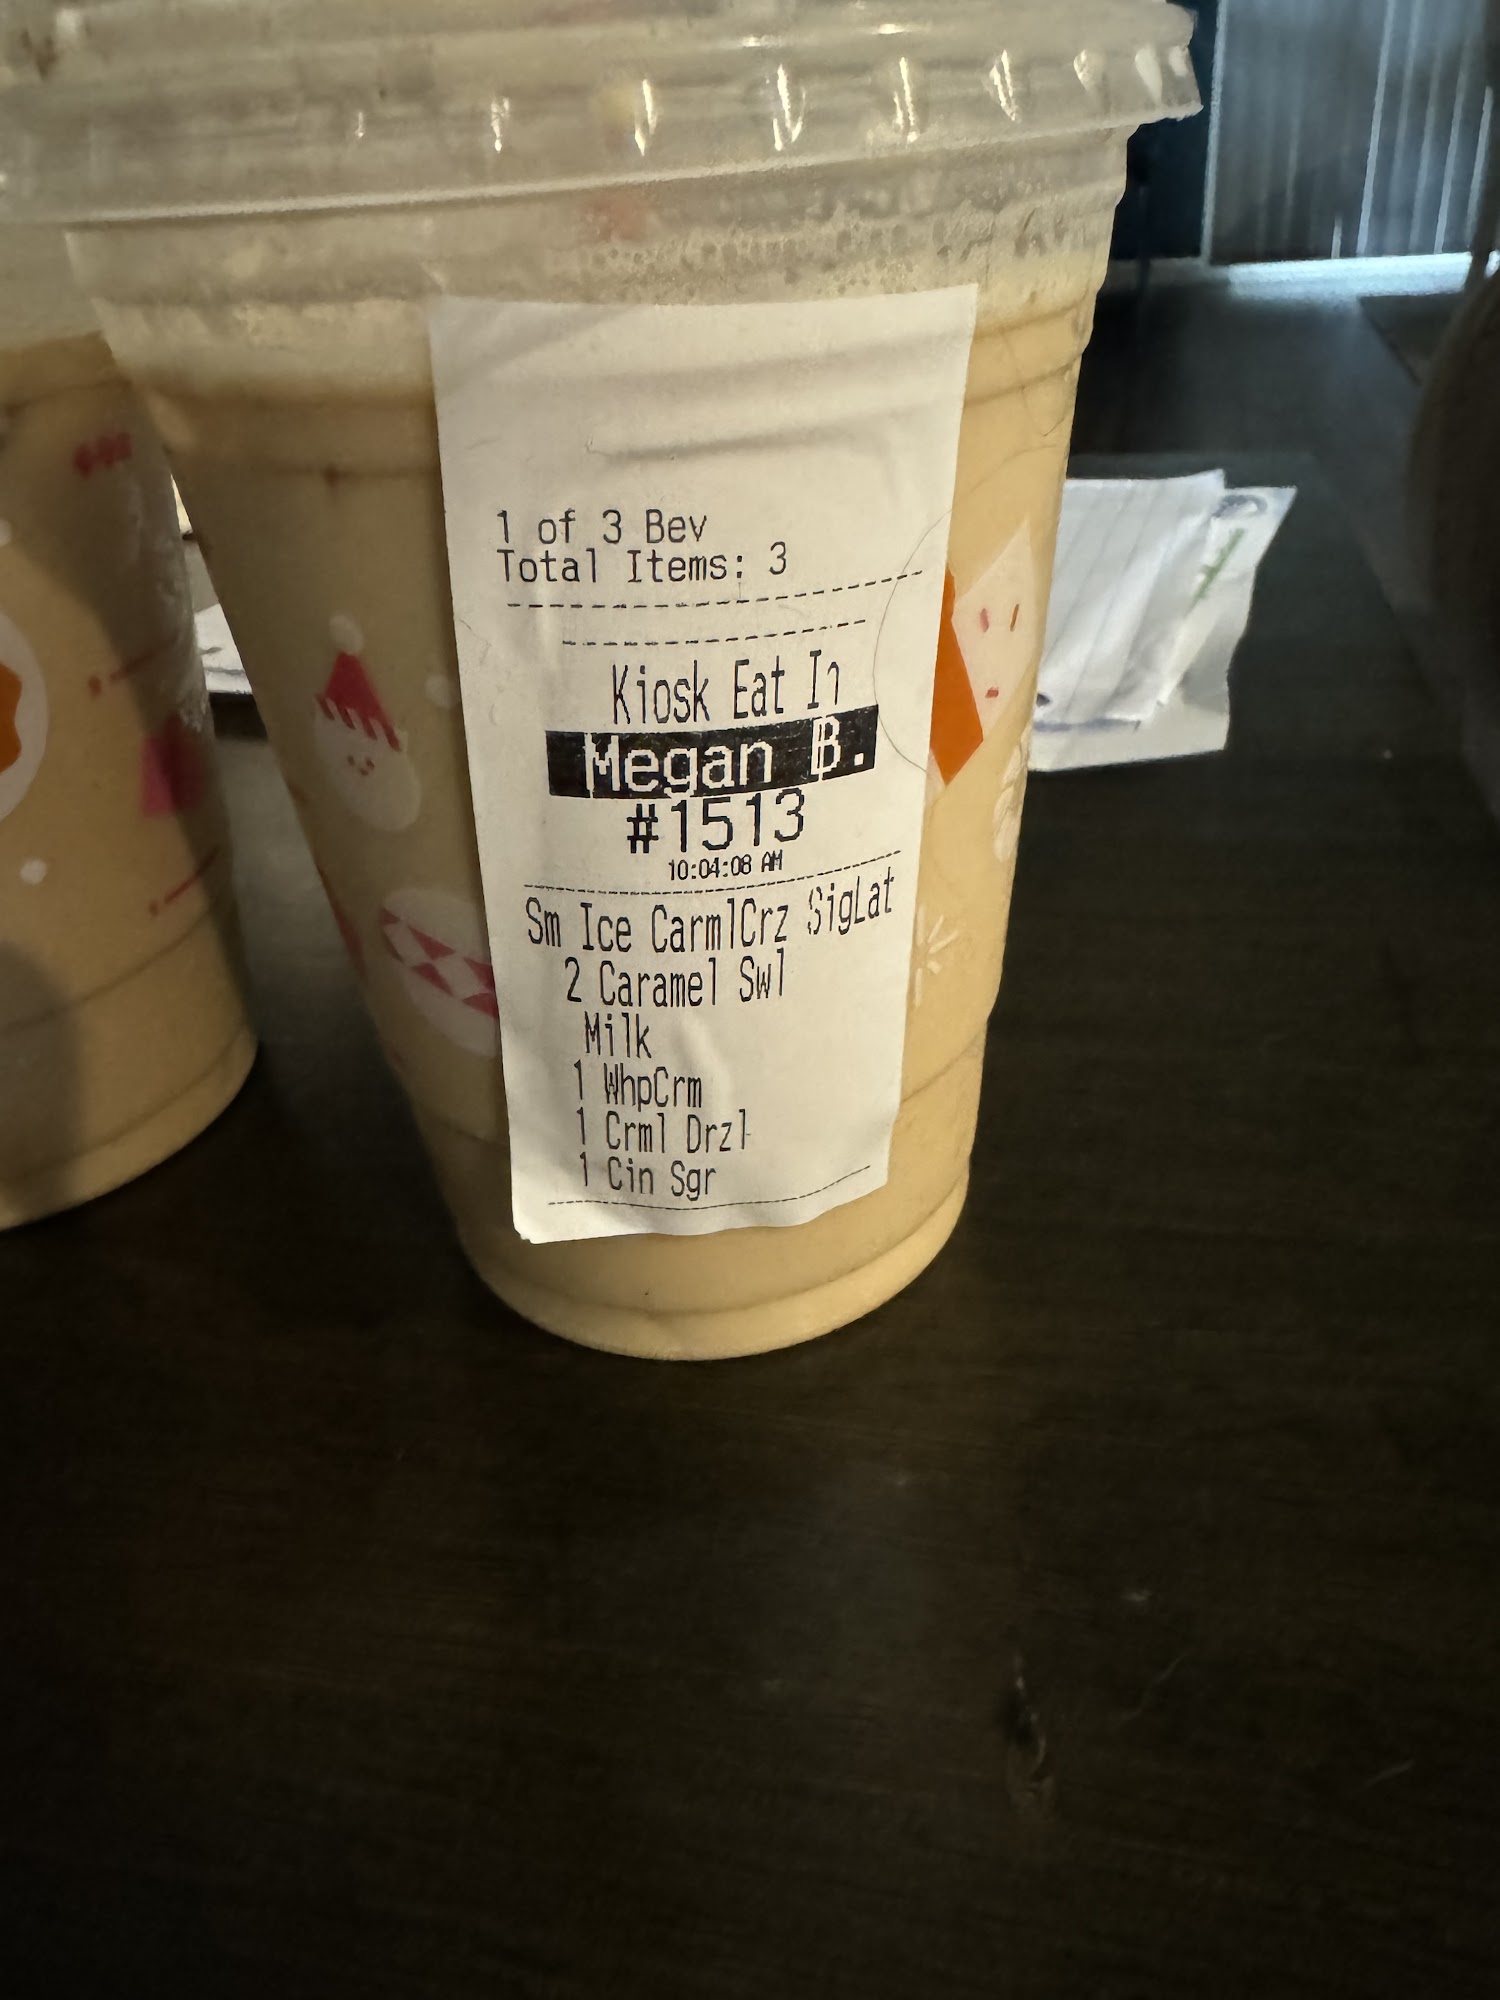 1 of 3 Bev
Total Items: 3
Kiosk Eat In
Megan B.
#1513
10:04:08 AM
Sm Ice CarmlCrz SigLat
2 Caramel Swl
Milk
1 WhpCrm
1 Crml Drzl
1 Cin Sgr